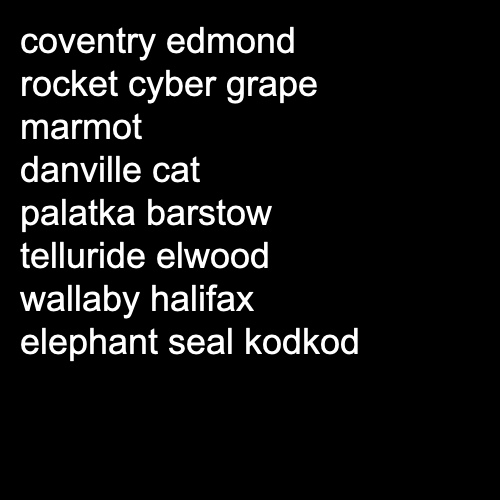 coventry edmond
rocket cyber grape
marmot
danville cat
palatka barstow
telluride elwood
wallaby halifax
elephant seal kodkod